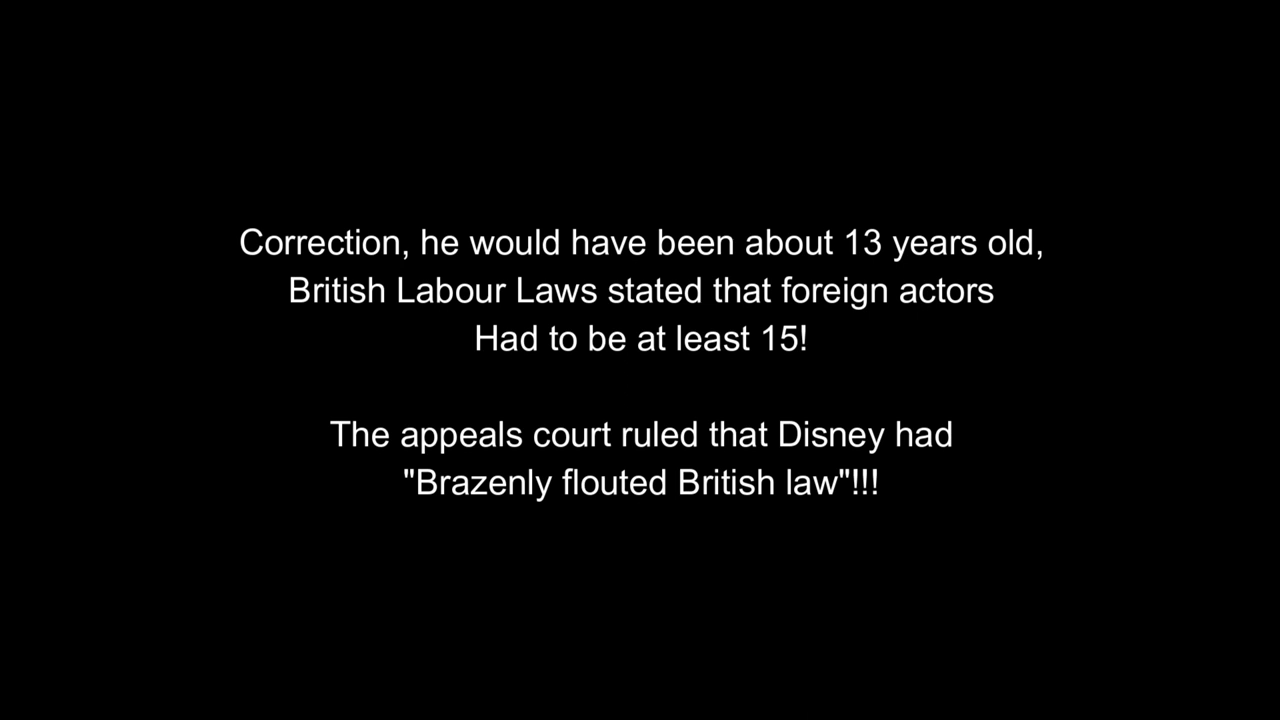 Correction, he would have been about 13 years old,
British Labour Laws stated that foreign actors
Had to be at least 15!
The appeals court ruled that Disney had
"Brazenly flouted British law"!!!